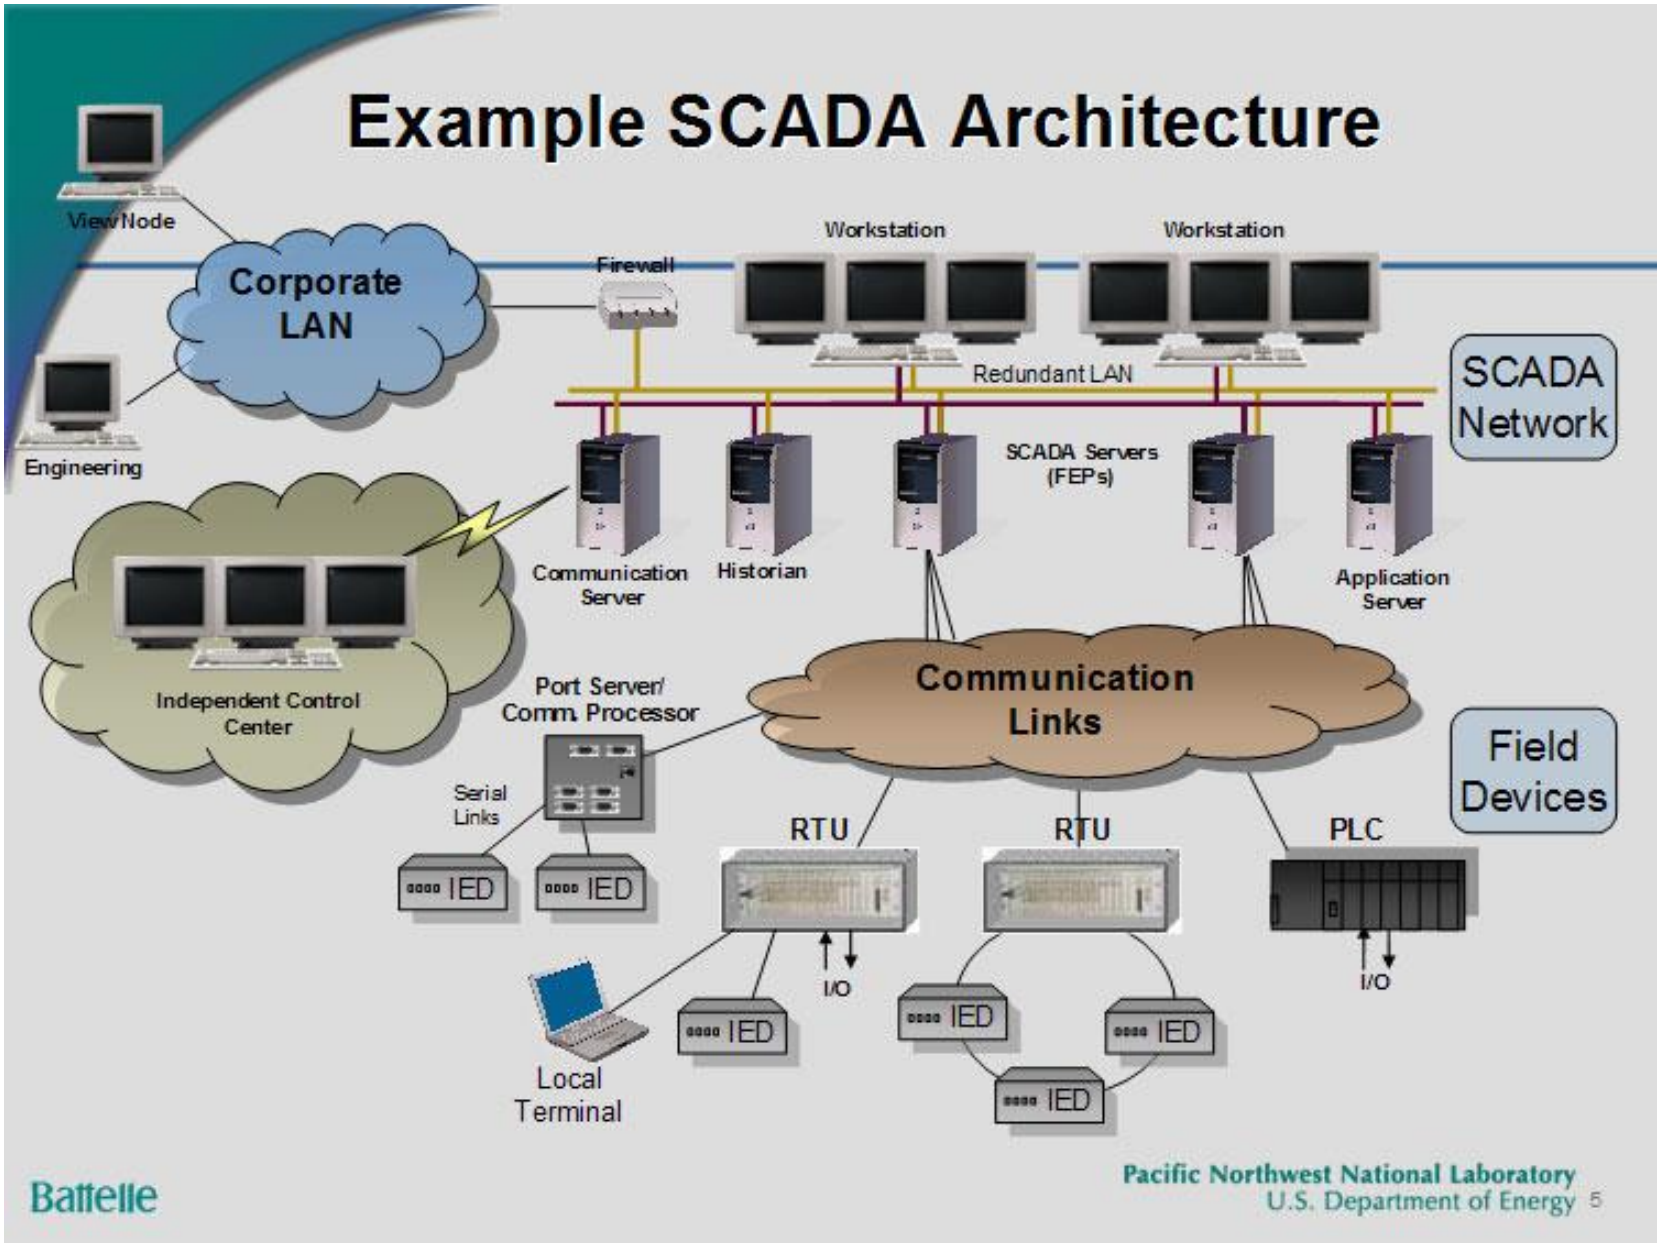 Example SCADA Architecture
View Node
Corporate
LAN
Engineering
Firewall
Workstation
Workstation
Redundant LAN
SCADA
Network
SCADA Servers
(FEPs)
Communication
Server
Historian
Application
Server
Independent Control
Center
Communication
Links
Port Server/
Comm. Processor
Serial
Links
Field
Devices
RTU
RTU
PLC
IED
IED
I/O
I/O
IED
IED
IED
IED
Local
Terminal
Battelle
Pacific Northwest National Laboratory
U.S. Department of Energy 5